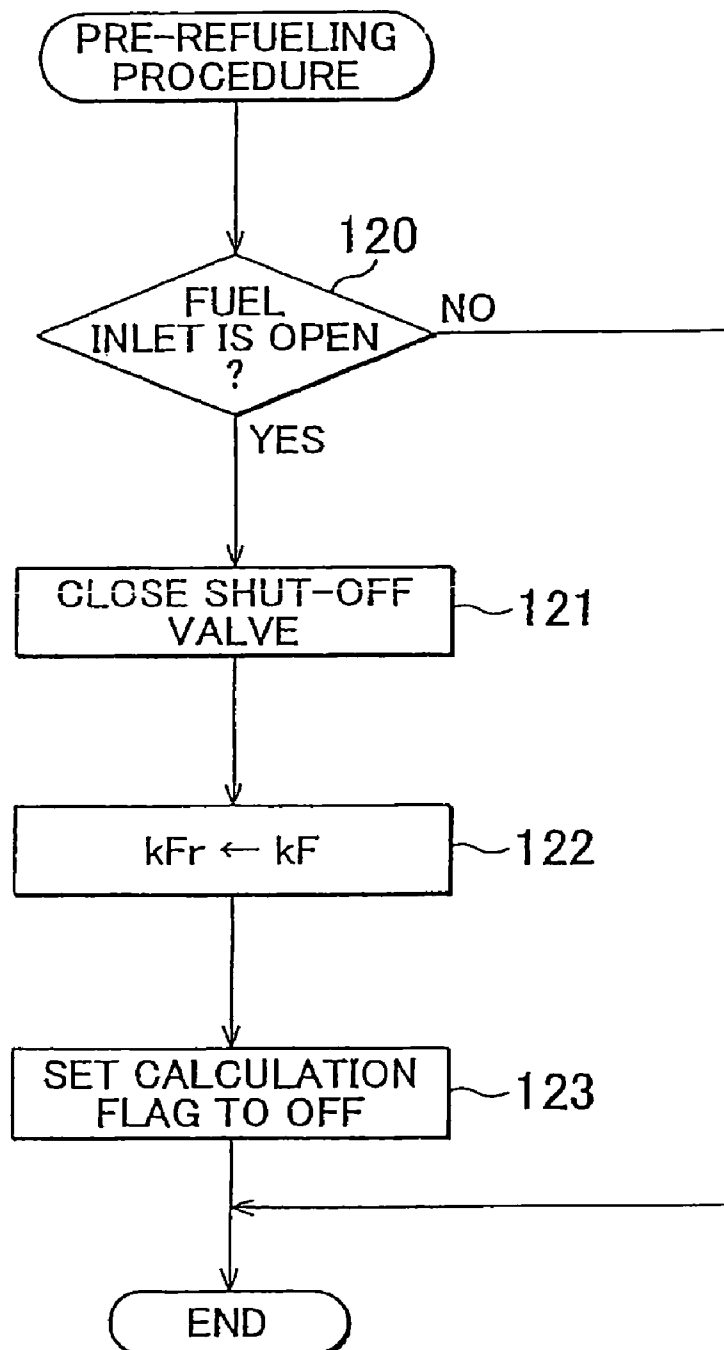 PRE-REFUELING
PROCEDURE
120
FUEL
INLET IS OPEN
?
NO
YES
CLOSE SHUT-OFF
VALVE
121
kFr ← kF
122
SET CALCULATION
FLAG TO OFF
123
END